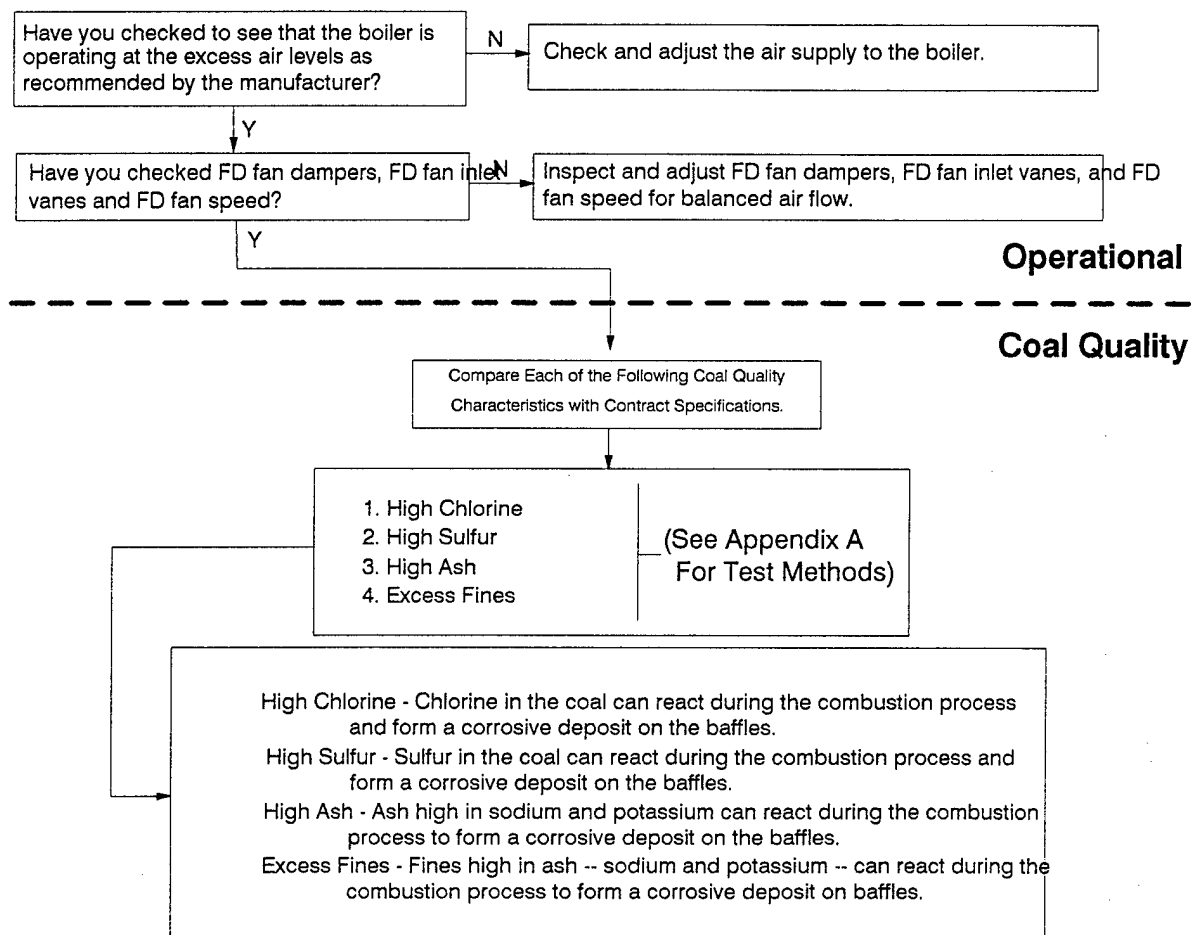 Have you checked to see that the boiler is
operating at the excess air levels as
recommended by the manufacturer?
N
Check and adjust the air supply to the boiler.
Y
Have you checked FD fan dampers, FD fan inlet
vanes and FD fan speed?
N
Inspect and adjust FD fan dampers, FD fan inlet vanes, and FD
fan speed for balanced air flow.
Y
Operational
Coal Quality
Compare Each of the Following Coal Quality
Characteristics with Contract Specifications.
1. High Chlorine
2. High Sulfur
3. High Ash
4. Excess Fines
(See Appendix A
For Test Methods)
High Chlorine - Chlorine in the coal can react during the combustion process
and form a corrosive deposit on the baffles.
High Sulfur - Sulfur in the coal can react during the combustion process and
form a corrosive deposit on the baffles.
High Ash - Ash high in sodium and potassium can react during the combustion
process to form a corrosive deposit on the baffles.
Excess Fines - Fines high in ash -- sodium and potassium -- can react during the
combustion process to form a corrosive deposit on baffles.